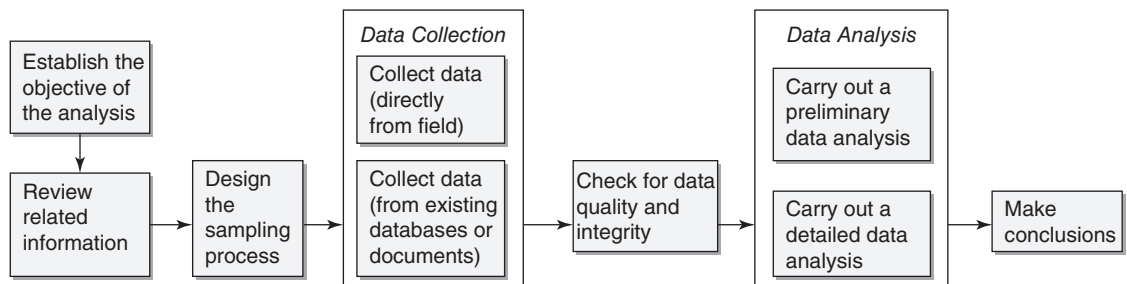 Establish the
objective of
the analysis
Review
related
information
Design
the
sampling
process
Data Collection
Collect data
(directly
from field)
Collect data
(from existing
databases or
documents)
Check for data
quality and
integrity
Data Analysis
Carry out a
preliminary
data analysis
Carry out a
detailed data
analysis
Make
conclusions